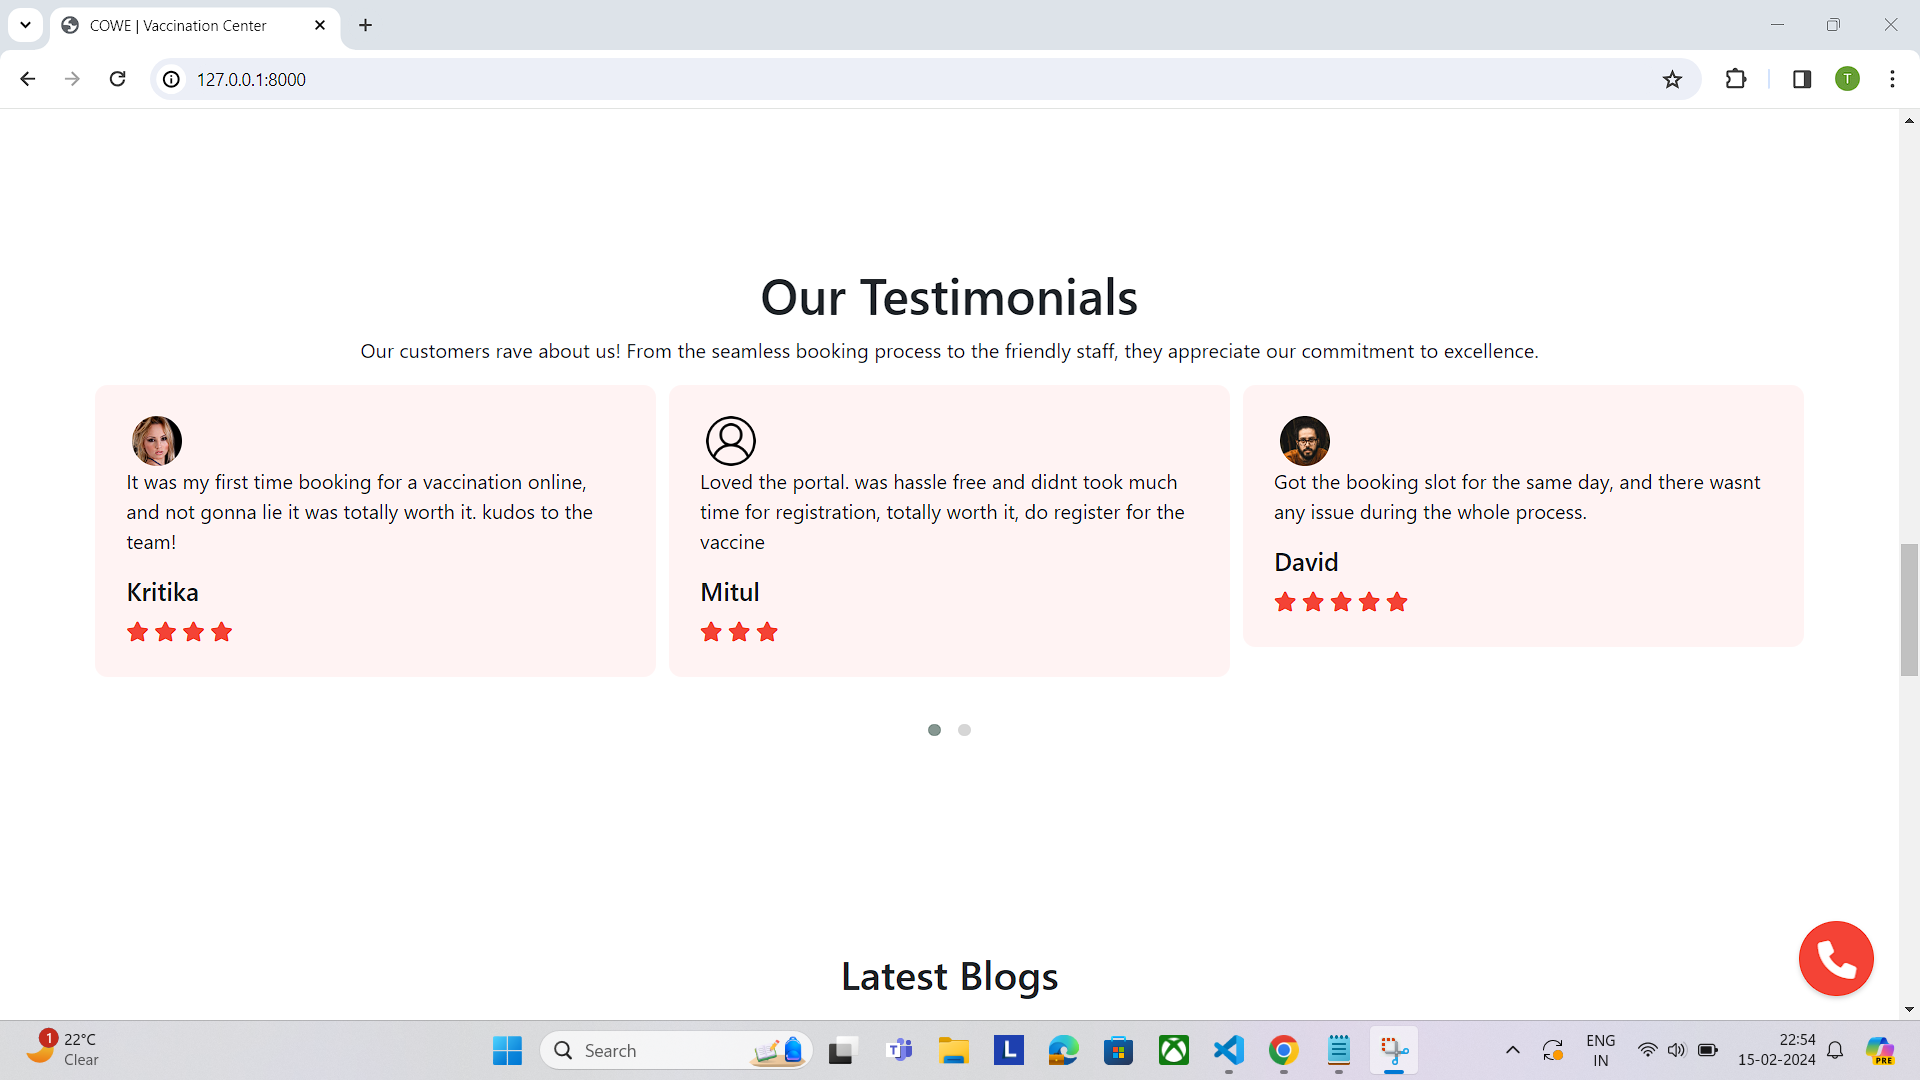 COWE | Vaccination Center
127.0.0.1:8000
T
Our Testimonials
Our customers rave about us! From the seamless booking process to the friendly staff, they appreciate our commitment to excellence.
It was my first time booking for a vaccination online,
and not gonna lie it was totally worth it. kudos to the
team!
Kritika
Loved the portal. was hassle free and didnt took much
time for registration, totally worth it, do register for the
vaccine
Mitul
Got the booking slot for the same day, and there wasnt
any issue during the whole process.
David
Latest Blogs
1
22°C
Clear
Search
L
ENG
IN
22:54
15-02-2024
PRE